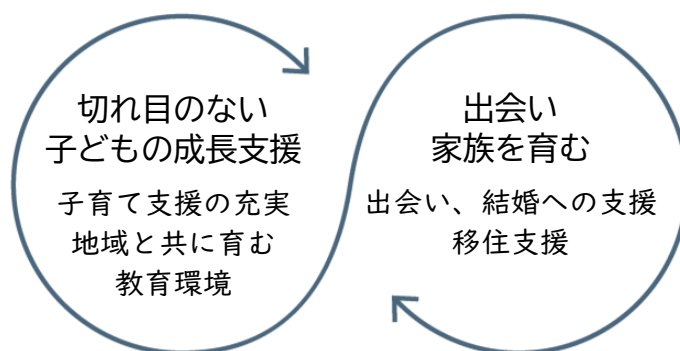 切れ目のない
子どもの成長支援
子育て支援の充実
地域と共に育む
教育環境
出会い
家族を育む
出会い、結婚への支援
移住支援